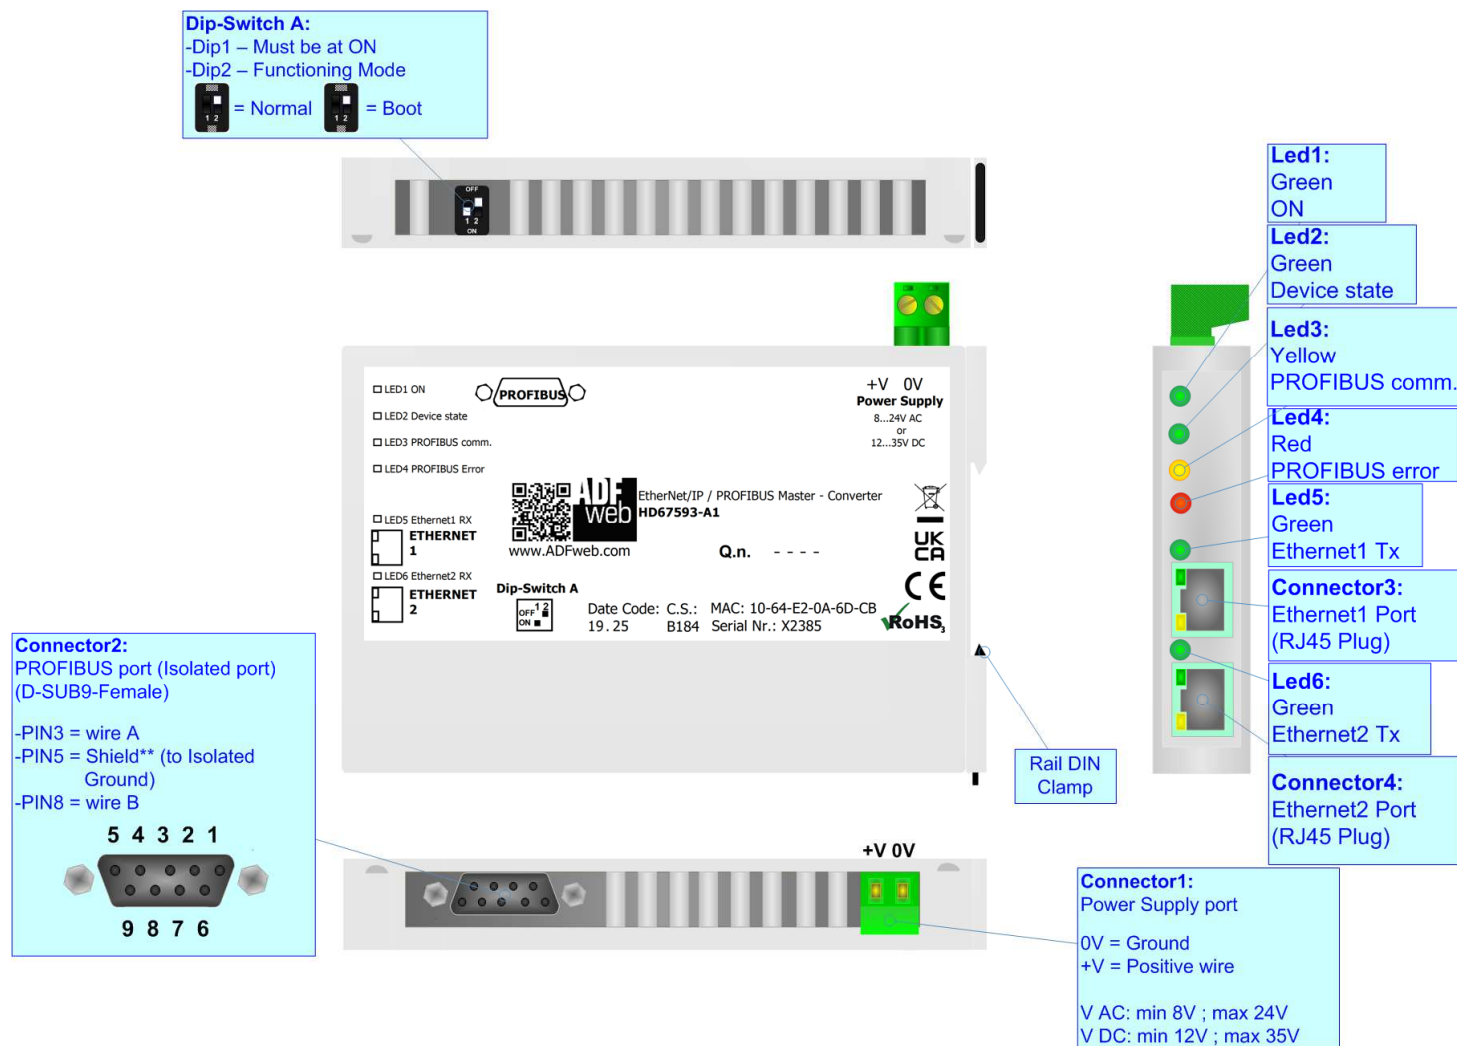 Dip-Switch A:
-Dip1 – Must be at ON
-Dip2 – Functioning Mode
1 2
= Normal
1 2
= Boot
OFF
1 2
ON
Led1:
Green
ON
Led2:
Green
Device state
Led3:
Yellow
PROFIBUS comm.
Led4:
Red
PROFIBUS error
Led5:
Green
Ethernet1 Tx
Connector3:
Ethernet1 Port
(RJ45 Plug)
Led6:
Green
Ethernet2 Tx
Connector4:
Ethernet2 Port
(RJ45 Plug)
LED1 ON
PROFIBUS
LED2 Device state
LED3 PROFIBUS comm.
LED4 PROFIBUS Error
+V 0V
Power Supply
8...24V AC
or
12...35V DC
ADF
web
www.ADFweb.com
EtherNet/IP / PROFIBUS Master - Converter
HD67593-A1
Q.n. - - - -
LED5 Ethernet1 RX
ETHERNET
1
LED6 Ethernet2 RX
ETHERNET
2
Dip-Switch A
1 2
OFF
ON
Date Code: C.S.: MAC: 10-64-E2-0A-6D-CB
19.25 B184 Serial Nr.: X2385
UK
CA
CE
RoHS3
Connector2:
PROFIBUS port (Isolated port)
(D-SUB9-Female)
-PIN3 = wire A
-PIN5 = Shield** (to Isolated
Ground)
-PIN8 = wire B
5 4 3 2 1
9 8 7 6
Rail DIN
Clamp
+V 0V
Connector1:
Power Supply port
0V = Ground
+V = Positive wire
V AC: min 8V ; max 24V
V DC: min 12V ; max 35V